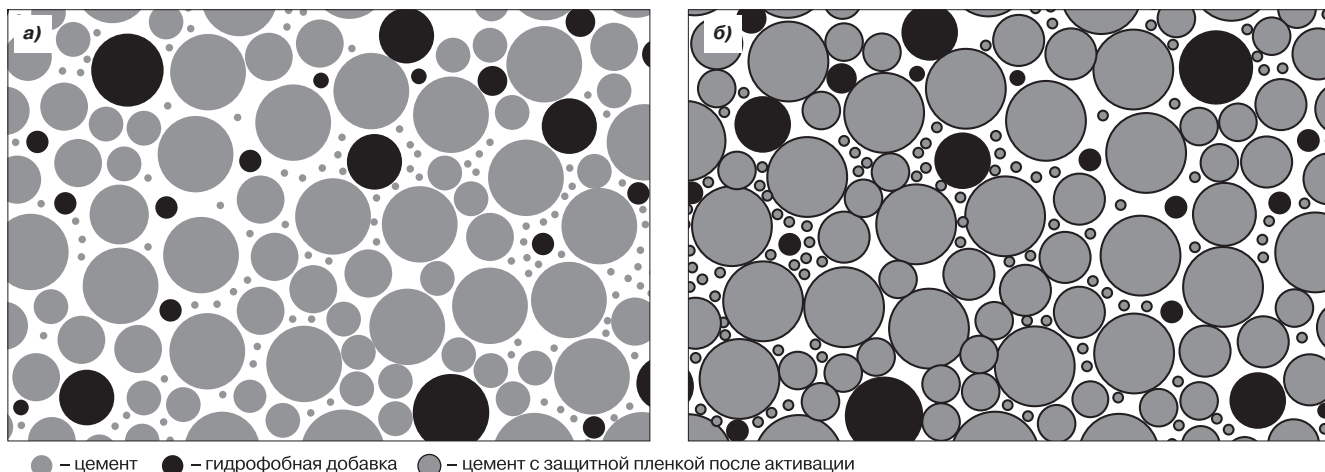 а) б)
– цемент – гидрофобная добавка – цемент с защитной пленкой после активации